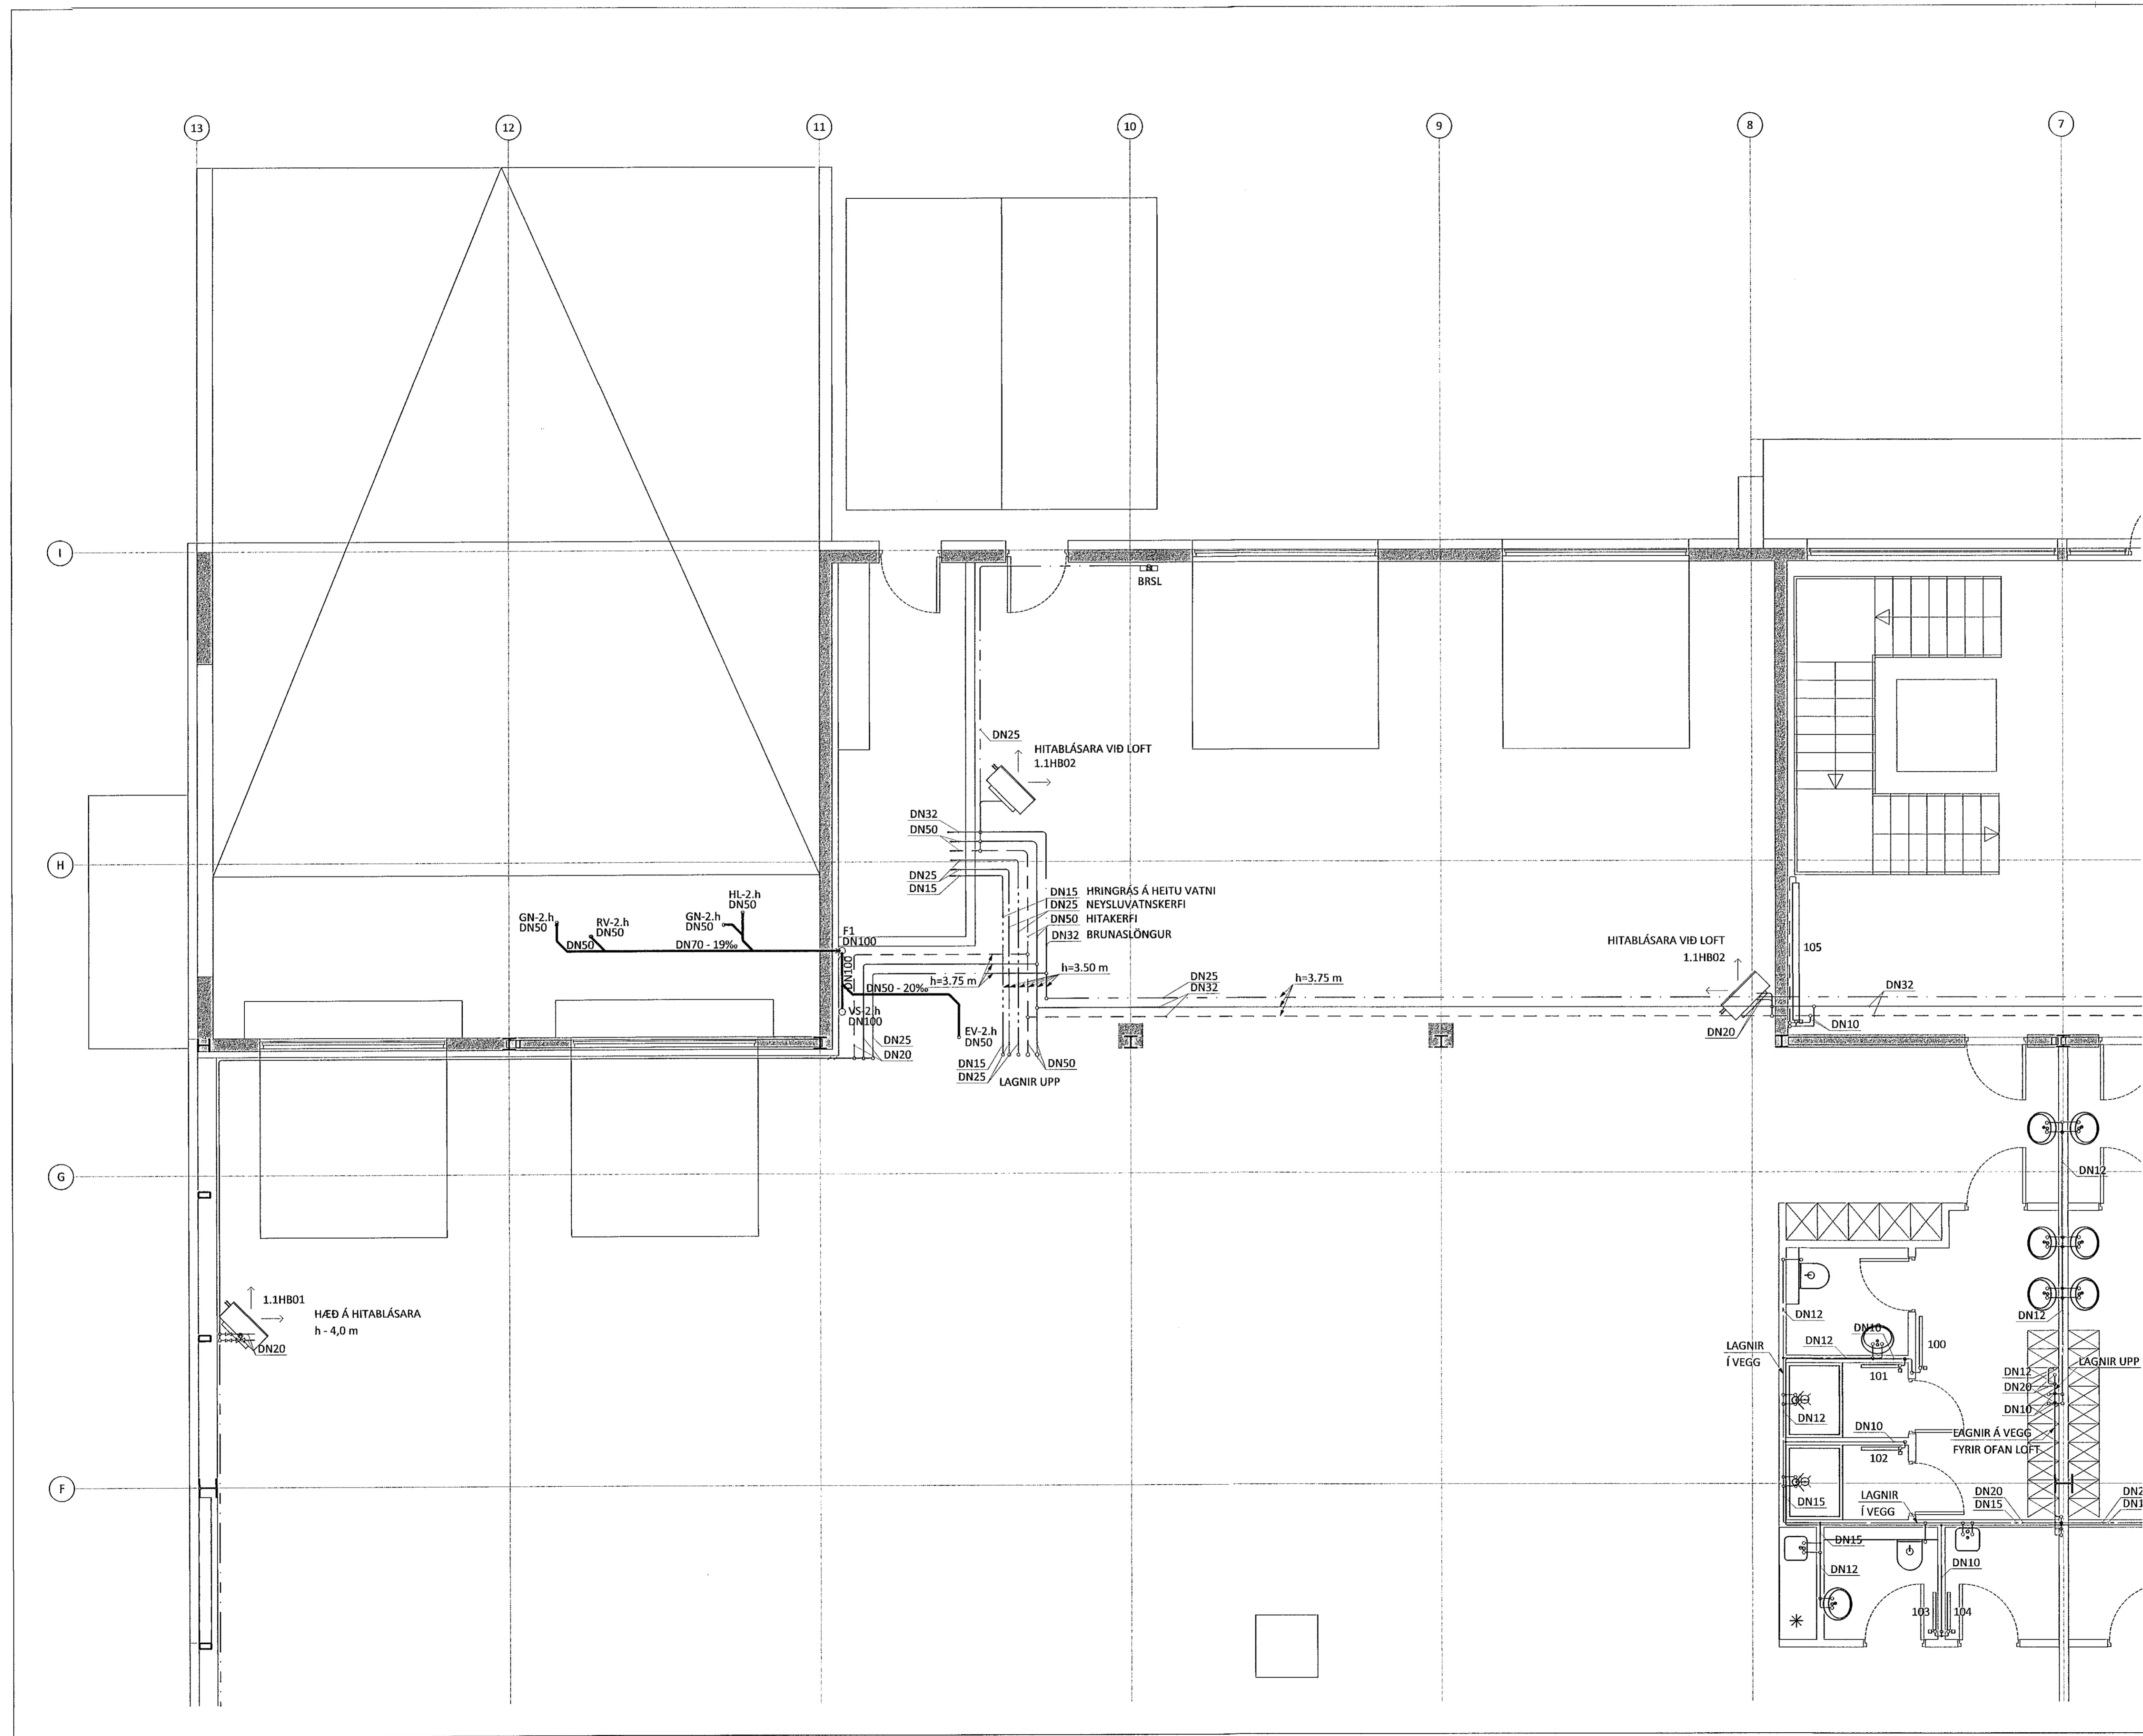 13
12
11
10
9
8
7
I
BRSL
DN25
HITABLÁSARA VIÐ LOFT
1.1HB02
DN32
DN50
H
DN25
DN15
DN15 HRINGRÁS Á HEITU VATNI
DN25 NEYSLUVATNSKERFI
DN50 HITAKERFI
DN32 BRUNASLÖNGUR
GN-2.h
DN50
RV-2.h
DN50
GN-2.h
DN50
HL-2.h
DN50
DN50
DN70 - 19‰
F1
DN100
DN100
h=3.75 m
h=3.50 m
DN50 - 20‰
VS-2.h
DN100
EV-2.h
DN50
DN25
DN20
DN15
DN25
DN50
LAGNIR UPP
DN25
DN32
h=3.75 m
HITABLÁSARA VIÐ LOFT
1.1HB02
105
DN32
DN20
DN10
G
DN12
1.1HB01
HÆÐ Á HITABLÁSARA
h - 4,0 m
DN20
DN12
DN12
DN10
DN12
LAGNIR
Í VEGG
100
101
DN12
DN20
DN10
LAGNIR UPP
DN12
DN10
LAGNIR Á VEGG
FYRIR OFAN LOFT
102
F
DN15
LAGNIR
Í VEGG
DN20
DN15
DN2
DN1
DN15
DN12
DN10
103
104